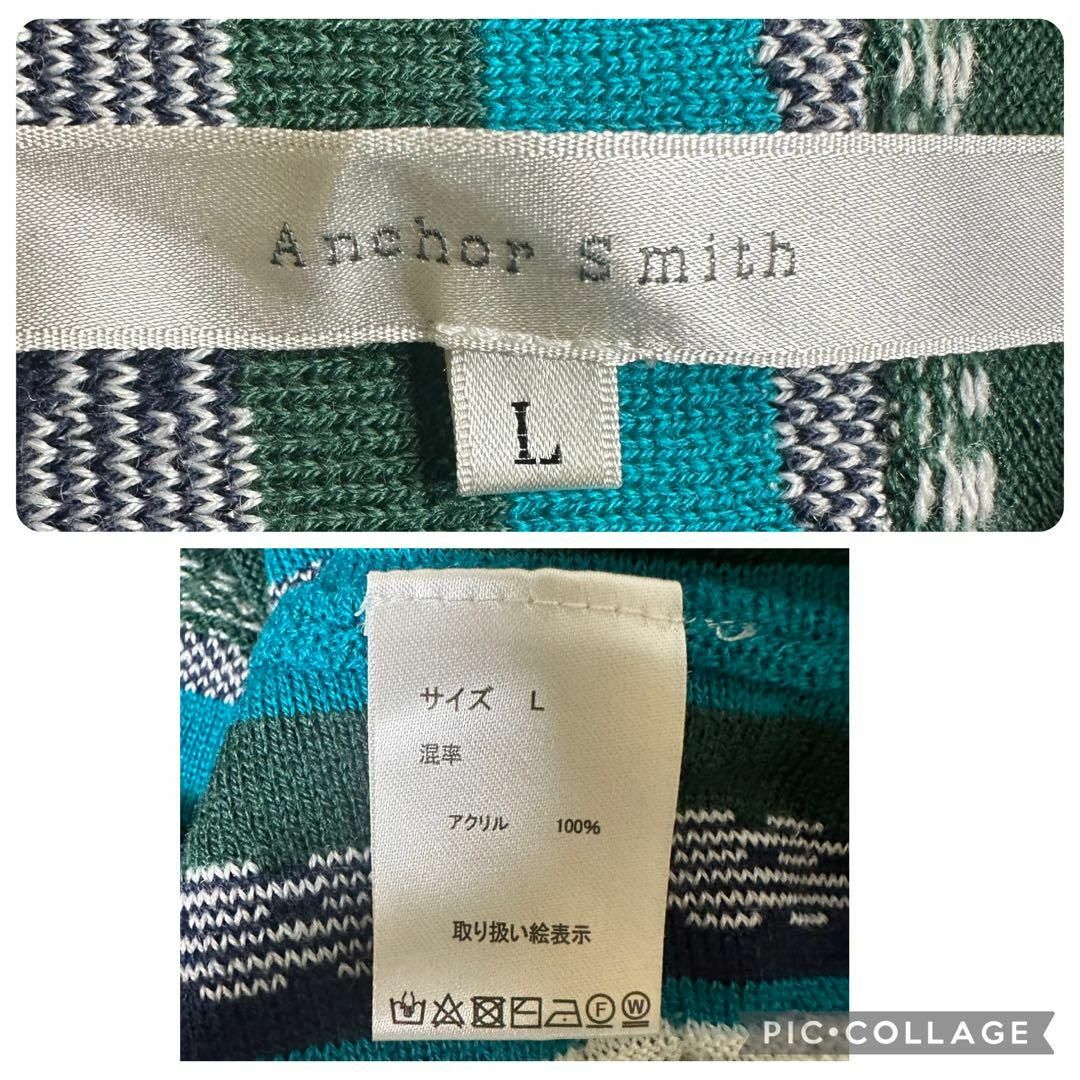 Anchor Smith
L
サイズ L
混率
アクリル 100%
取り扱い絵表示
F W
PIC•COLLAGE